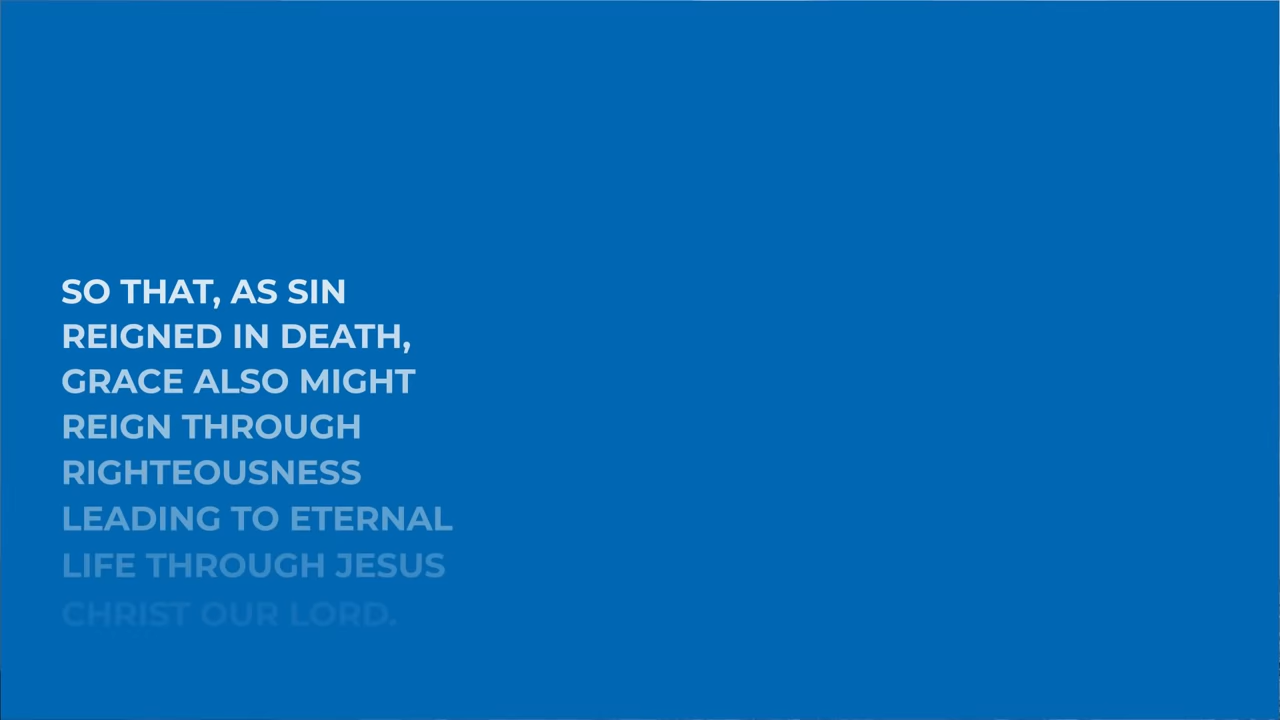 SO THAT, AS SIN
REIGNED IN DEATH,
GRACE ALSO MIGHT
REIGN THROUGH
RIGHTEOUSNESS
LEADING TO ETERNAL
LIFE THROUGH JESUS
CHRIST OUR LORD.